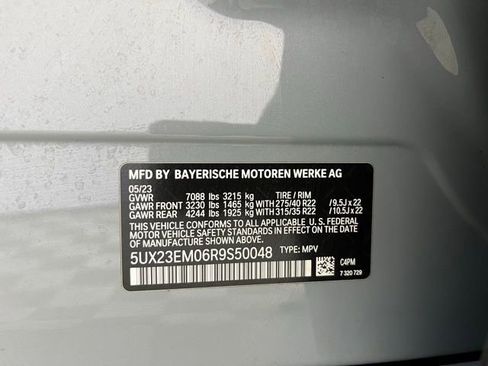 MFD BY BAYERISCHE MOTOREN WERKE AG
05/23
GVWR 7088 lbs 3215 kg TIRE / RIM
GAWR FRONT 3230 lbs 1465 kg WITH 275/40 R22 /9.5J x 22
GAWR REAR 4244 lbs 1925 kg WITH 315/35 R22 /10.5J x 22
THIS VEHICLE CONFORMS TO ALL APPLICABLE
U.S. FEDERAL MOTOR VEHICLE SAFETY STANDARDS
IN EFFECT ON THE DATE OF MANUFACTURE SHOWN ABOVE.
5UX23EM06R9S50048 TYPE: MPV
C4PM
7 320 729